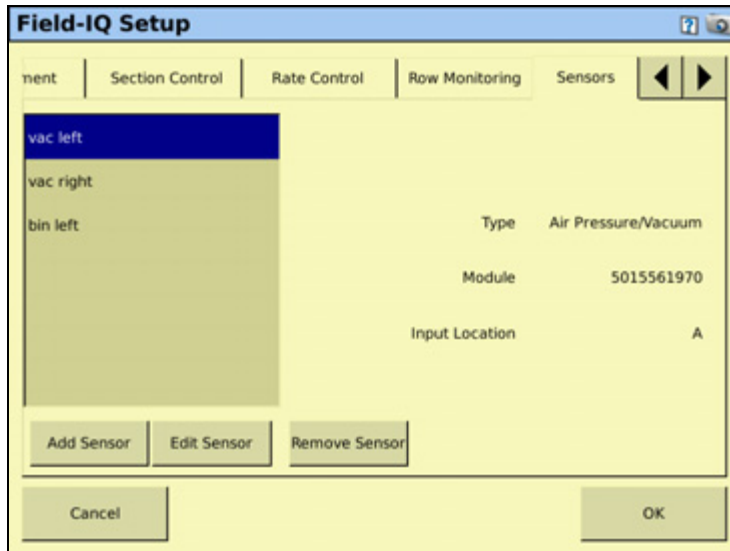 Field-IQ Setup
ment
Section Control
Rate Control
Row Monitoring
Sensors
vac left
vac right
bin left
Type Air Pressure/Vacuum
Module 5015561970
Input Location A
Add Sensor
Edit Sensor
Remove Sensor
Cancel
OK